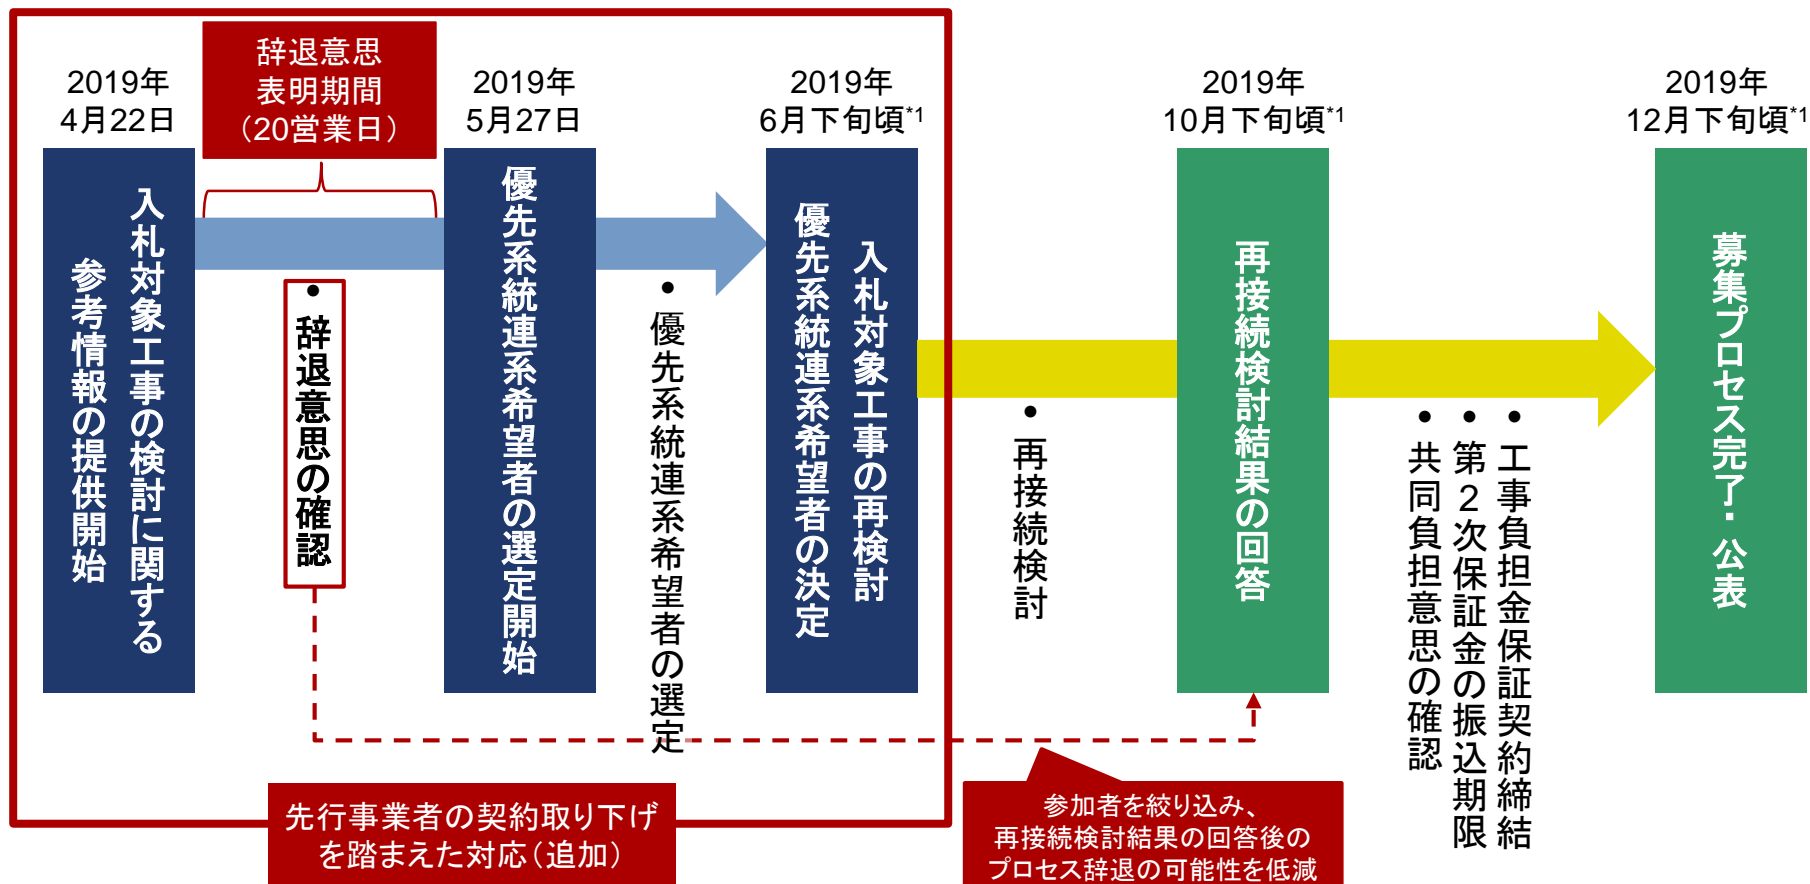 辞退意思
表明期間
（20営業日）
2019年
4月22日
2019年
5月27日
2019年
6月下旬頃*1
2019年
10月下旬頃*1
2019年
12月下旬頃*1
入札対象工事の検討に関する
参考情報の提供開始
• 辞退意思の確認
優先系統連系希望者の選定開始
• 優先系統連系希望者の選定
入札対象工事の再検討
優先系統連系希望者の決定
• 再接続検討
再接続検討結果の回答
• 工事負担金保証契約締結
• 第2次保証金の振込期限
• 共同負担意思の確認
募集プロセス完了・公表
先行事業者の契約取り下げ
を踏まえた対応（追加）
参加者を絞り込み、
再接続検討結果の回答後の
プロセス辞退の可能性を低減